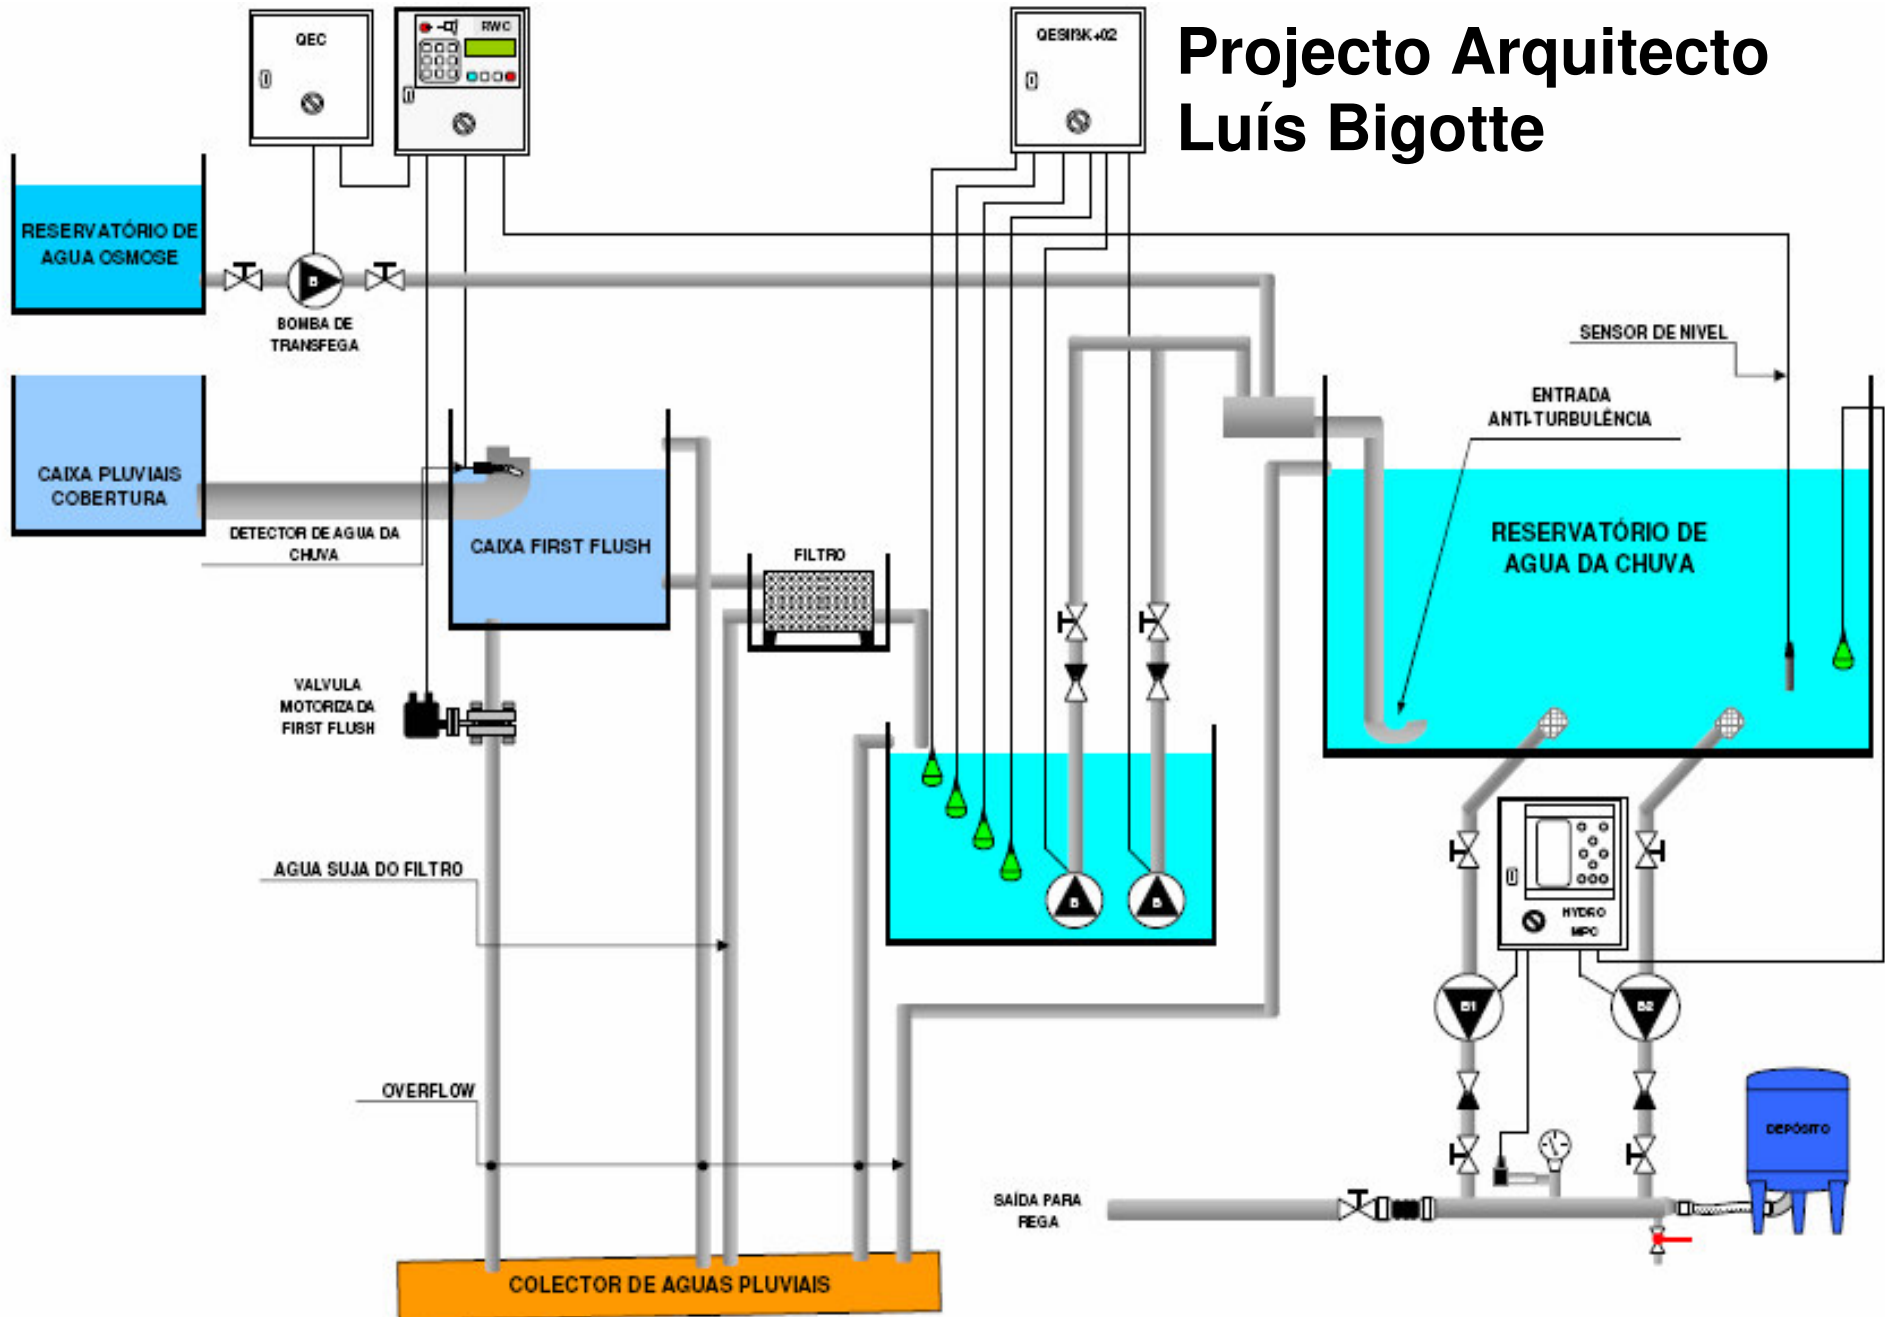 Projecto Arquitecto
Luís Bigotte
QEC
RWC
RESERVATÓRIO DE
AGUA OSMOSE
B
BOMBA DE
TRANSFEGA
SENSOR DE NIVEL
ENTRADA
ANTI-TURBULÊNCIA
CAIXA PLUVIAIS
COBERTURA
DETECTOR DE AGUA DA
CHUVA
CAIXA FIRST FLUSH
FILTRO
RESERVATÓRIO DE
AGUA DA CHUVA
VALVULA
MOTORIZADA
FIRST FLUSH
AGUA SUJA DO FILTRO
B
B
HYDRO
MPC
B1
B2
OVERFLOW
DEPÓSITO
SAÍDA PARA
REGA
COLECTOR DE AGUAS PLUVIAIS